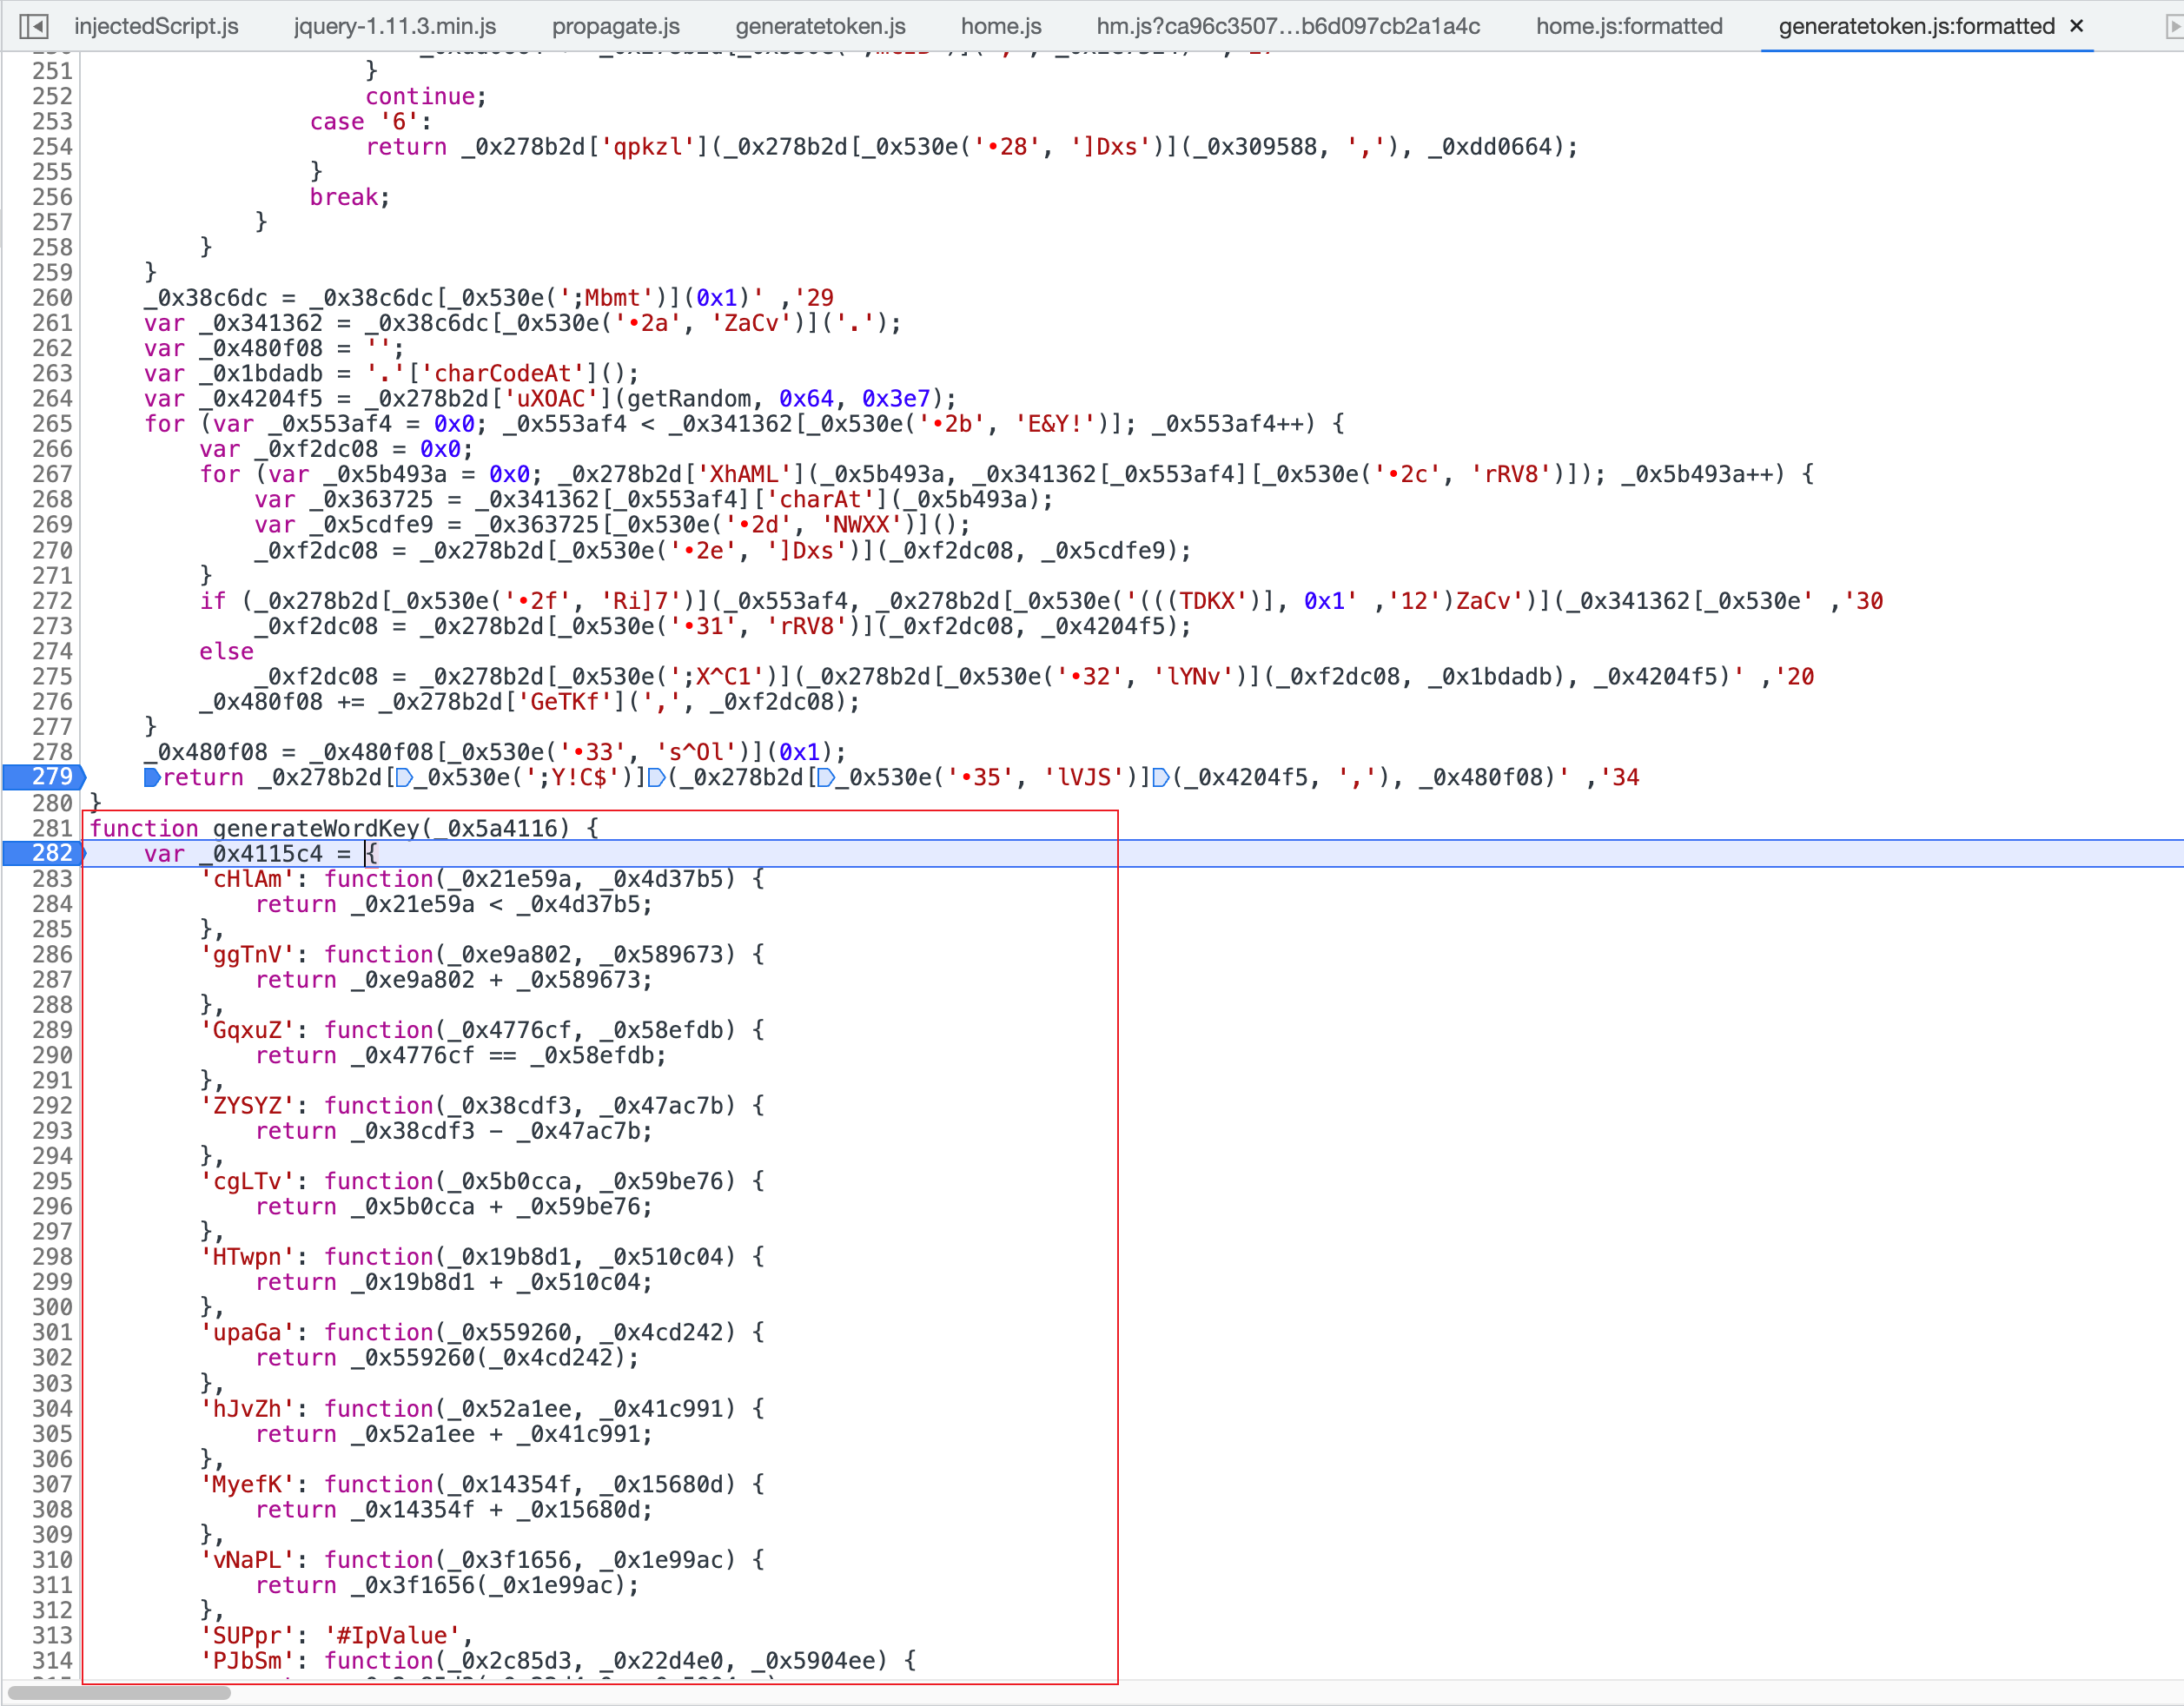 injectedScript.js jquery-1.11.3.min.js propagate.js generatetoken.js home.js hm.js?ca96c3507...b6d097cb2a1a4c home.js:formatted generatetoken.js:formatted ×
251 }
252 continue;
253 case '6':
254 return _0x278b2d['qpkzl'](_0x278b2d[_0x530e('•28', ']Dxs')](_0x309588, ','), _0xdd0664);
255 }
256 break;
257 }
258 }
259 }
260 _0x38c6dc = _0x38c6dc[_0x530e(';Mbmt')](0x1)' ,'29
261 var _0x341362 = _0x38c6dc[_0x530e('•2a', 'ZaCv')]('.');
262 var _0x480f08 = '';
263 var _0x1bdadb = '.'['charCodeAt']();
264 var _0x4204f5 = _0x278b2d['uXOAC'](getRandom, 0x64, 0x3e7);
265 for (var _0x553af4 = 0x0; _0x553af4 < _0x341362[_0x530e('•2b', 'E&Y!')]; _0x553af4++) {
266 var _0xf2dc08 = 0x0;
267 for (var _0x5b493a = 0x0; _0x278b2d['XhAML'](_0x5b493a, _0x341362[_0x553af4][_0x530e('•2c', 'rRV8')]); _0x5b493a++) {
268 var _0x363725 = _0x341362[_0x553af4]['charAt'](_0x5b493a);
269 var _0x5cdfe9 = _0x363725[_0x530e('•2d', 'NWXX')]();
270 _0xf2dc08 = _0x278b2d[_0x530e('•2e', ']Dxs')](_0xf2dc08, _0x5cdfe9);
271 }
272 if (_0x278b2d[_0x530e('•2f', 'Ri]7')](_0x553af4, _0x278b2d[_0x530e('(((TDKX')], 0x1' ,'12')ZaCv')](_0x341362[_0x530e' ,'30
273 _0xf2dc08 = _0x278b2d[_0x530e('•31', 'rRV8')](_0xf2dc08, _0x4204f5);
274 else
275 _0xf2dc08 = _0x278b2d[_0x530e(';X^C1')](_0x278b2d[_0x530e('•32', 'lYNv')](_0xf2dc08, _0x1bdadb), _0x4204f5)' ,'20
276 _0x480f08 += _0x278b2d['GeTKf'](',', _0xf2dc08);
277 }
278 _0x480f08 = _0x480f08[_0x530e('•33', 's^Ol')](0x1);
279 return _0x278b2d[_0x530e(';Y!C$')](_0x278b2d[_0x530e('•35', 'lVJS')](_0x4204f5, ','), _0x480f08)' ,'34
280 }
281 function generateWordKey(_0x5a4116) {
282 var _0x4115c4 = {
283 'cHlAm': function(_0x21e59a, _0x4d37b5) {
284 return _0x21e59a < _0x4d37b5;
285 },
286 'ggTnV': function(_0xe9a802, _0x589673) {
287 return _0xe9a802 + _0x589673;
288 },
289 'GqxuZ': function(_0x4776cf, _0x58efdb) {
290 return _0x4776cf == _0x58efdb;
291 },
292 'ZYSYZ': function(_0x38cdf3, _0x47ac7b) {
293 return _0x38cdf3 - _0x47ac7b;
294 },
295 'cgLTv': function(_0x5b0cca, _0x59be76) {
296 return _0x5b0cca + _0x59be76;
297 },
298 'HTwpn': function(_0x19b8d1, _0x510c04) {
299 return _0x19b8d1 + _0x510c04;
300 },
301 'upaGa': function(_0x559260, _0x4cd242) {
302 return _0x559260(_0x4cd242);
303 },
304 'hJvZh': function(_0x52a1ee, _0x41c991) {
305 return _0x52a1ee + _0x41c991;
306 },
307 'MyefK': function(_0x14354f, _0x15680d) {
308 return _0x14354f + _0x15680d;
309 },
310 'vNaPL': function(_0x3f1656, _0x1e99ac) {
311 return _0x3f1656(_0x1e99ac);
312 },
313 'SUPpr': '#IpValue',
314 'PJbSm': function(_0x2c85d3, _0x22d4e0, _0x5904ee) {